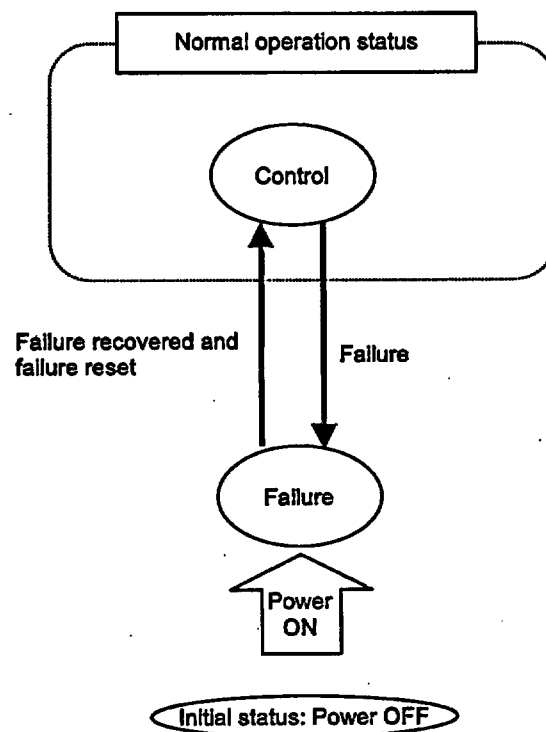 Normal operation status
Control
Failure recovered and
failure reset
Failure
Failure
Power
ON
Initial status: Power OFF